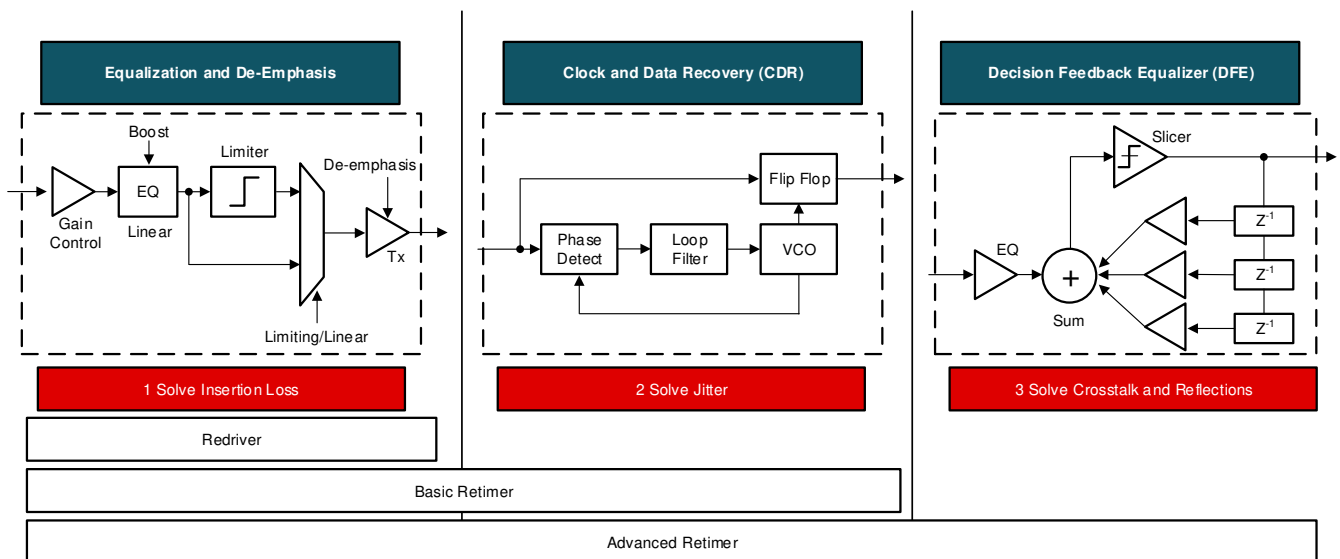 Equalization and De-Emphasis
Boost
Limiter
De-emphasis
EQ
Gain
Control
Linear
Tx
Limiting/Linear
1 Solve Insertion Loss
Clock and Data Recovery (CDR)
Flip Flop
Phase
Detect
Loop
Filter
VCO
2 Solve Jitter
Decision Feedback Equalizer (DFE)
Slicer
Z⁻¹
EQ
+
Z⁻¹
Sum
Z⁻¹
3 Solve Crosstalk and Reflections
Redriver
Basic Retimer
Advanced Retimer